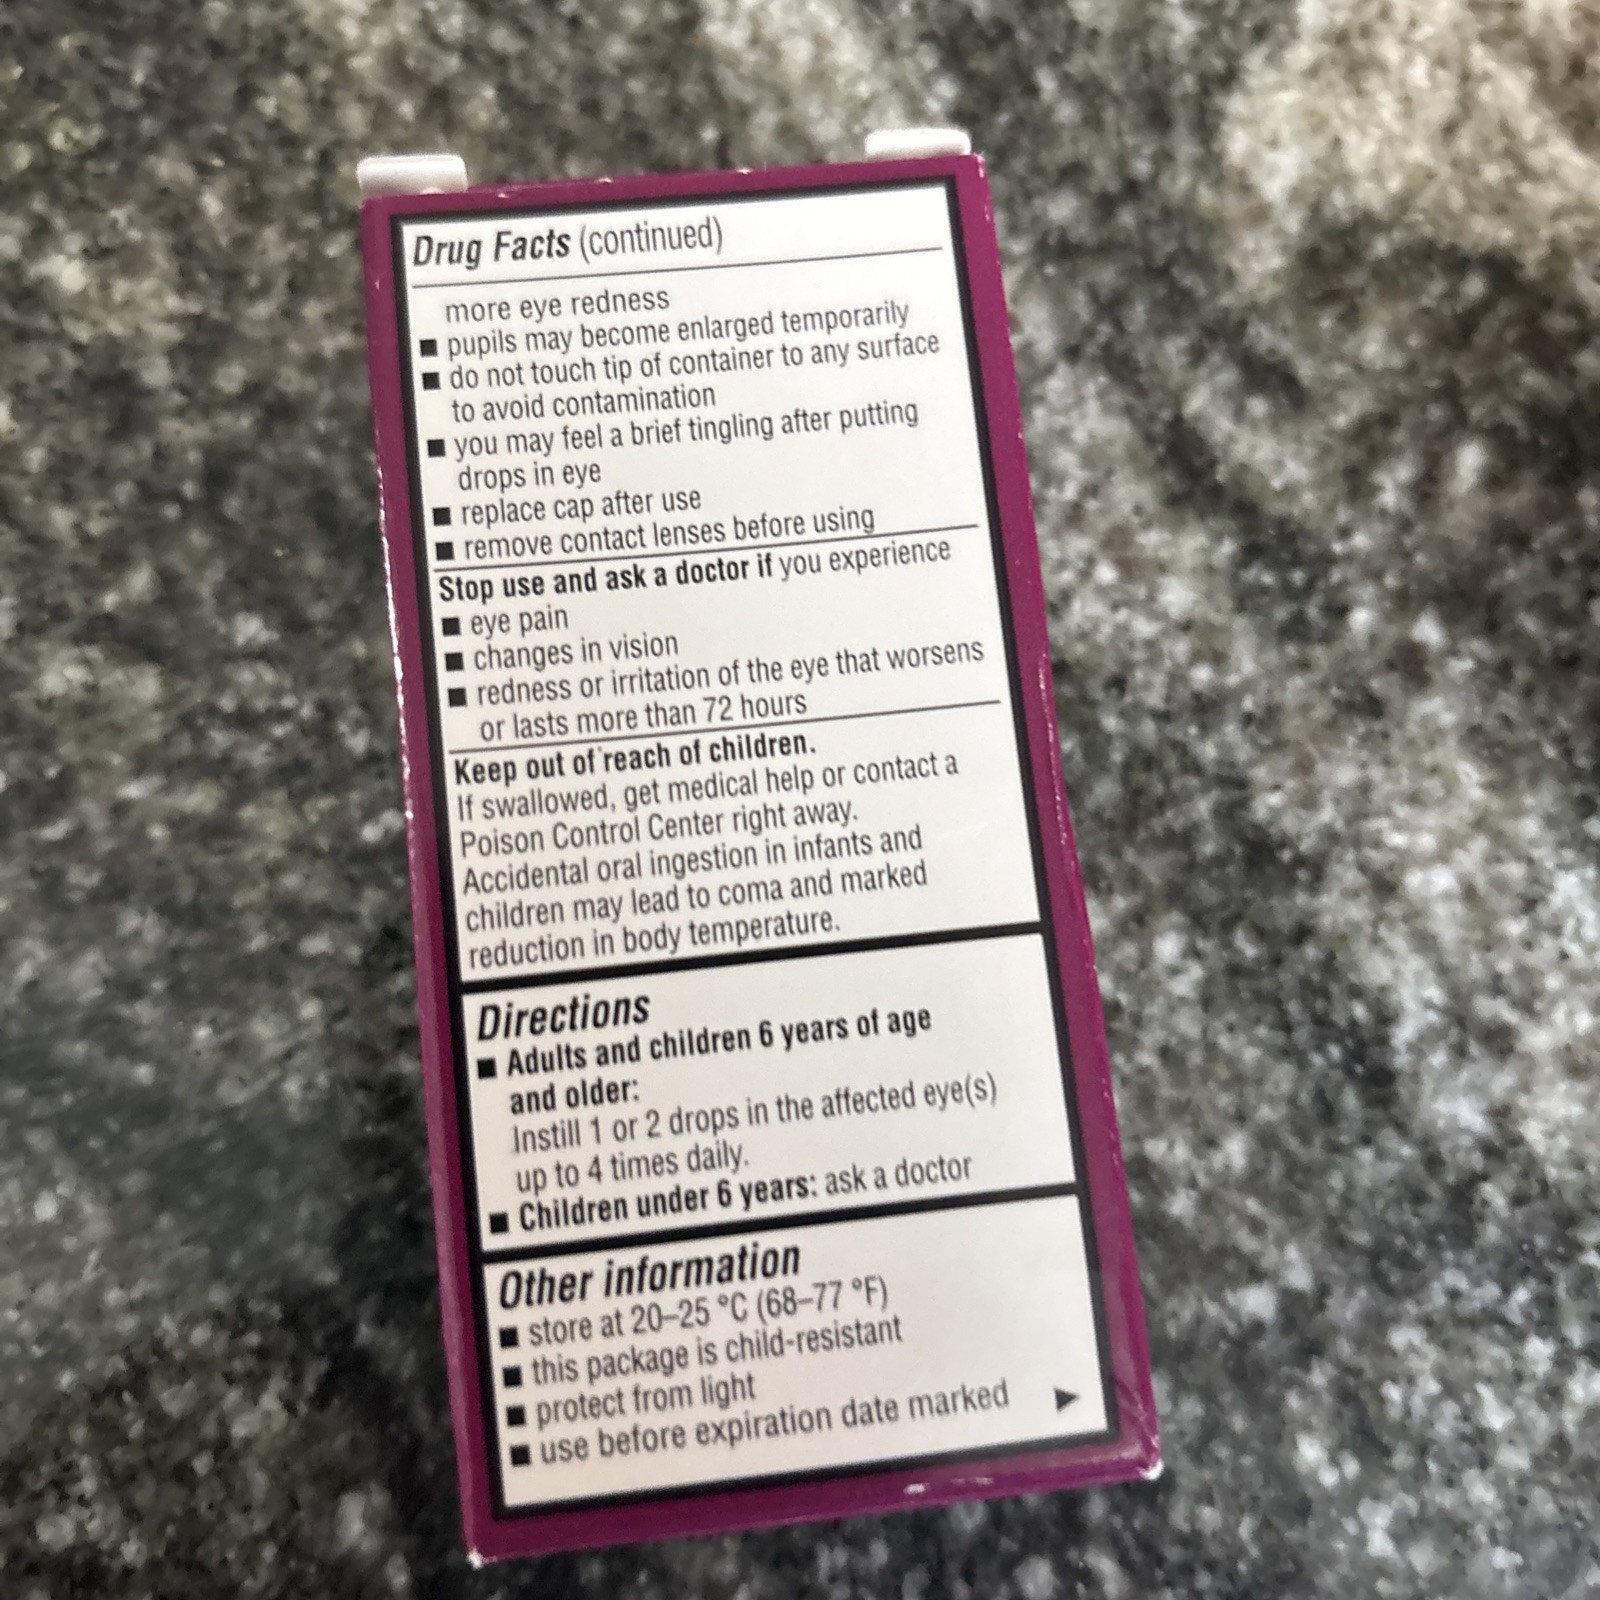 Drug Facts (continued)
more eye redness
■ pupils may become enlarged temporarily
■ do not touch tip of container to any surface
to avoid contamination
■ you may feel a brief tingling after putting
drops in eye
■ replace cap after use
■ remove contact lenses before using
Stop use and ask a doctor if you experience
■ eye pain
■ changes in vision
■ redness or irritation of the eye that worsens
or lasts more than 72 hours
Keep out of reach of children.
If swallowed, get medical help or contact a
Poison Control Center right away.
Accidental oral ingestion in infants and
children may lead to coma and marked
reduction in body temperature.
Directions
■ Adults and children 6 years of age
and older:
Instill 1 or 2 drops in the affected eye(s)
up to 4 times daily.
■ Children under 6 years: ask a doctor
Other information
■ store at 20–25 °C (68–77 °F)
■ this package is child-resistant
■ protect from light
■ use before expiration date marked ▶